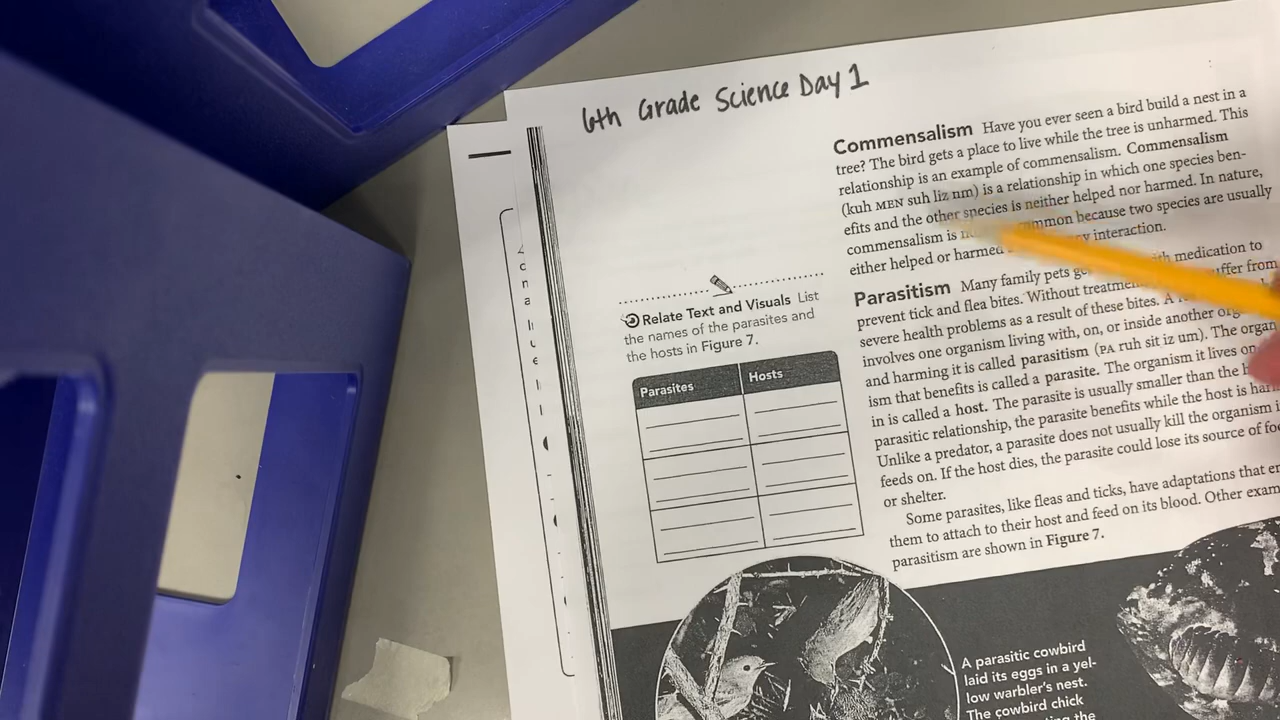 6th Grade Science Day 1
Commensalism Have you ever seen a bird build a nest in a
tree? The bird gets a place to live while the tree is unharmed. This
relationship is an example of commensalism. Commensalism
(kuh MEN suh liz um) is a relationship in which one species ben-
efits and the other species is neither helped nor harmed. In nature,
commensalism is because two species are usually
either helped or harmed interaction.
Parasitism Many family pets medication to
prevent tick and flea bites. Without from
severe health problems as a result of these bites. A
involves one organism living with, on, or inside another
and harming it is called parasitism (PA ruh sit iz um). The organ
ism that benefits is called a parasite. The organism it lives on
in is called a host. The parasite is usually smaller than the
parasitic relationship, the parasite benefits while the host is
Unlike a predator, a parasite does not usually kill the organism
feeds on. If the host dies, the parasite could lose its source of
or shelter.
Some parasites, like fleas and ticks, have adaptations that
them to attach to their host and feed on its blood. Other
parasitism are shown in Figure 7.
Relate Text and Visuals List
the names of the parasites and
the hosts in Figure 7.
Parasites Hosts
A parasitic cowbird
laid its eggs in a yel-
low warbler's nest.
The cowbird chick
the